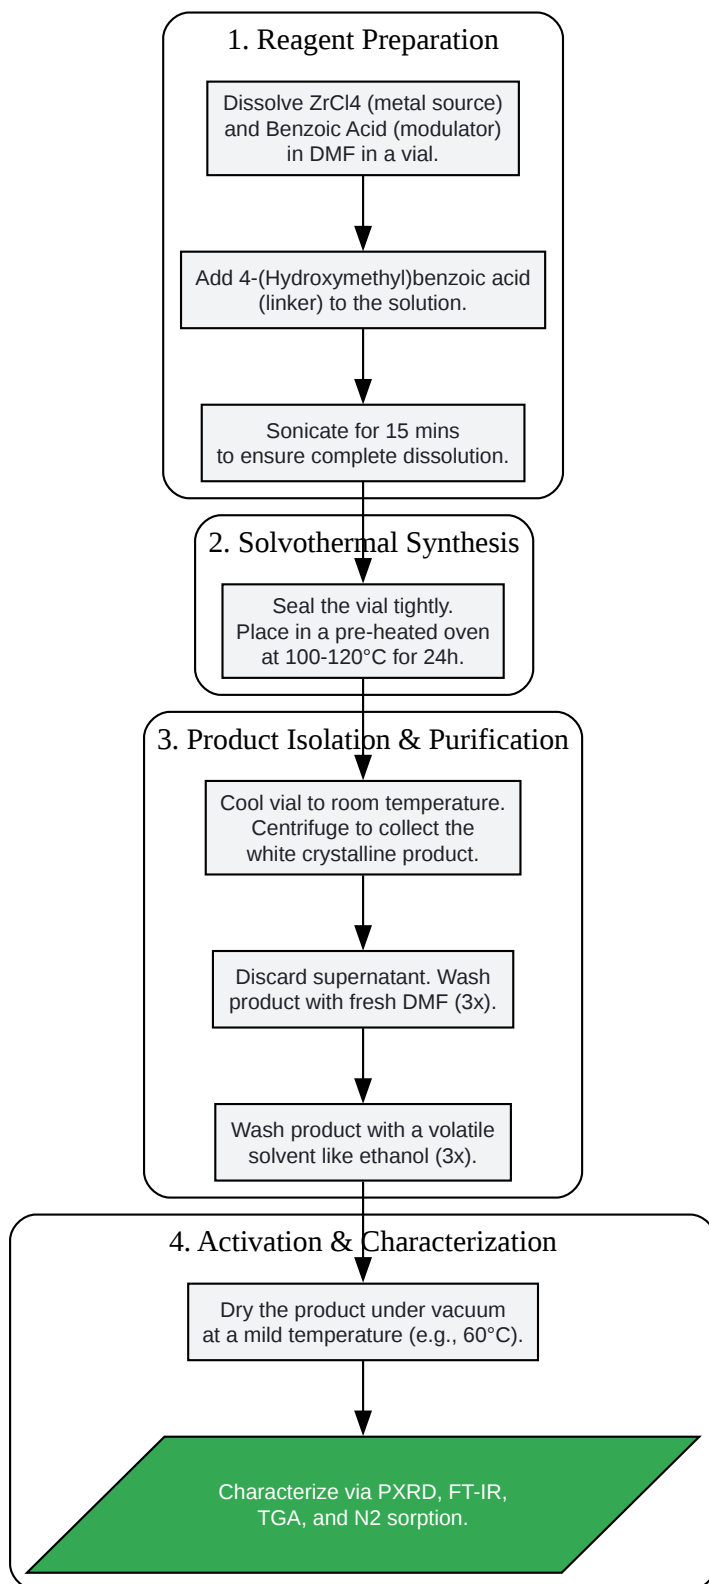 1. Reagent Preparation
Dissolve ZrCl4 (metal source)
and Benzoic Acid (modulator)
in DMF in a vial.
Add 4-(Hydroxymethyl)benzoic acid
(linker) to the solution.
Sonicate for 15 mins
to ensure complete dissolution.
2. Solvothermal Synthesis
Seal the vial tightly.
Place in a pre-heated oven
at 100-120°C for 24h.
3. Product Isolation & Purification
Cool vial to room temperature.
Centrifuge to collect the
white crystalline product.
Discard supernatant. Wash
product with fresh DMF (3x).
Wash product with a volatile
solvent like ethanol (3x).
4. Activation & Characterization
Dry the product under vacuum
at a mild temperature (e.g., 60°C).
Characterize via PXRD, FT-IR,
TGA, and N2 sorption.